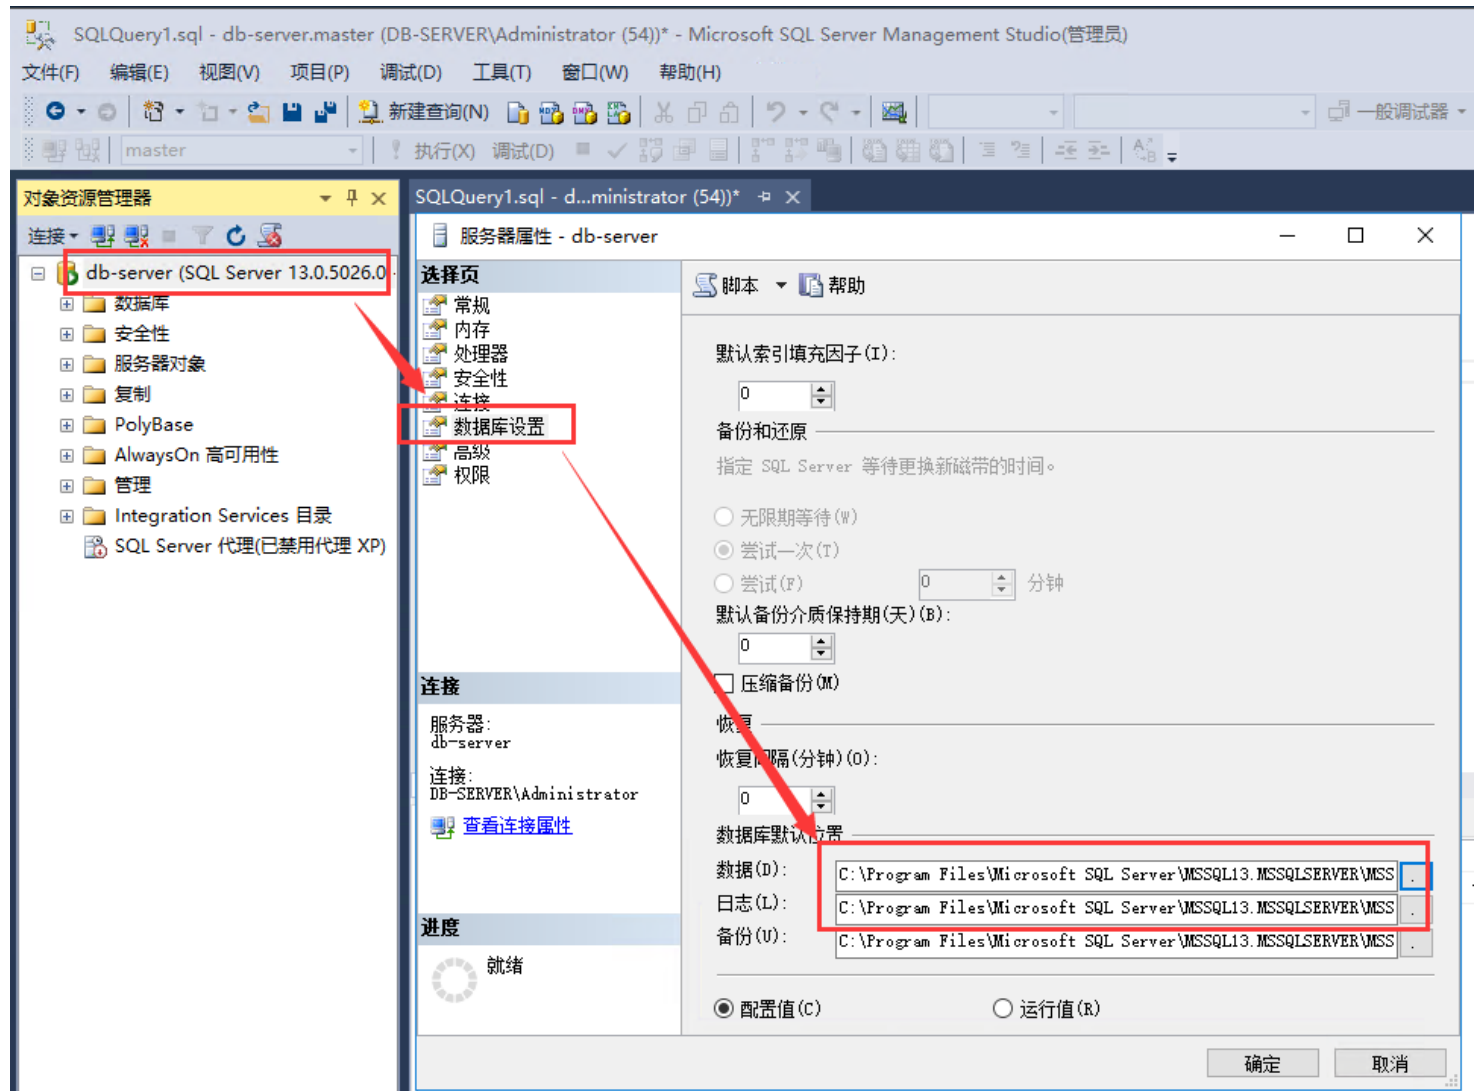 SQLQuery1.sql - db-server.master (DB-SERVER\Administrator (54))* - Microsoft SQL Server Management Studio(管理员)
文件(F) 编辑(E) 视图(V) 项目(P) 调试(D) 工具(T) 窗口(W) 帮助(H)
新建查询(N) 一般调试器
master 执行(X) 调试(D)
对象资源管理器
连接
db-server (SQL Server 13.0.5026.0 -
数据库
安全性
服务器对象
复制
PolyBase
AlwaysOn 高可用性
管理
Integration Services 目录
SQL Server 代理(已禁用代理 XP)
SQLQuery1.sql - d...ministrator (54))*
服务器属性 - db-server
选择页
常规
内存
处理器
安全性
连接
数据库设置
高级
权限
连接
服务器:
db-server
连接:
DB-SERVER\Administrator
查看连接属性
进度
就绪
脚本 帮助
默认索引填充因子(I):
0
备份和还原
指定 SQL Server 等待更换新磁带的时间。
无限期等待(W)
尝试一次(T)
尝试(F) 0 分钟
默认备份介质保持期(天)(B):
0
压缩备份(M)
恢复
恢复间隔(分钟)(O):
0
数据库默认位置
数据(D): C:\Program Files\Microsoft SQL Server\MSSQL13.MSSQLSERVER\MSS .
日志(L): C:\Program Files\Microsoft SQL Server\MSSQL13.MSSQLSERVER\MSS .
备份(U): C:\Program Files\Microsoft SQL Server\MSSQL13.MSSQLSERVER\MSS .
配置值(C) 运行值(R)
确定 取消